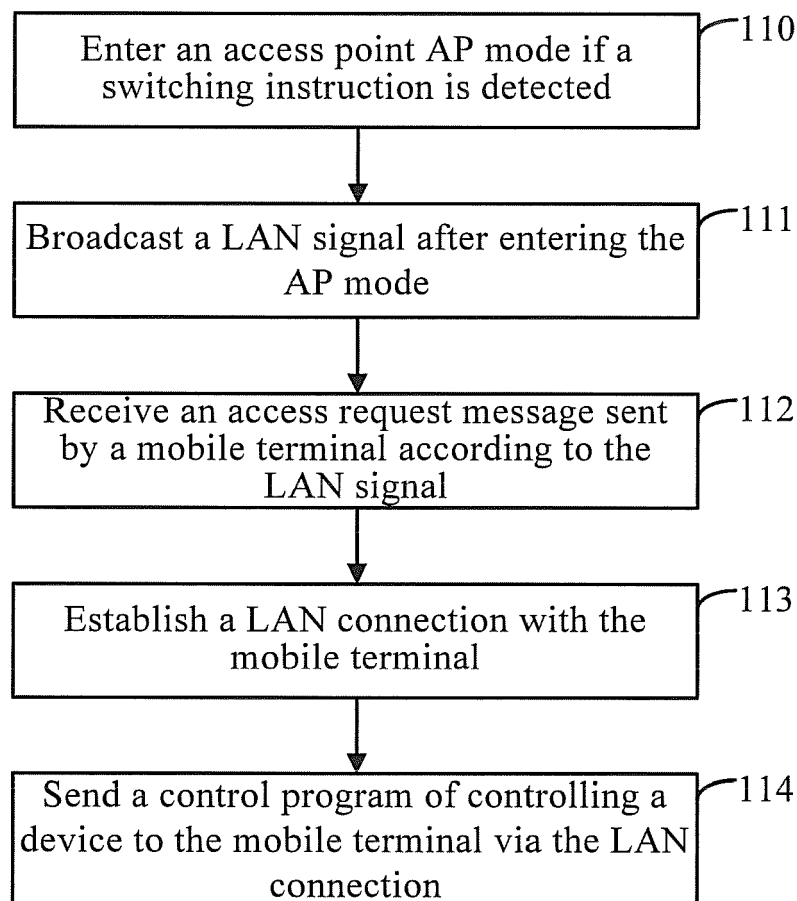 110
Enter an access point AP mode if a
switching instruction is detected
111
Broadcast a LAN signal after entering the
AP mode
112
Receive an access request message sent
by a mobile terminal according to the
LAN signal
113
Establish a LAN connection with the
mobile terminal
114
Send a control program of controlling a
device to the mobile terminal via the LAN
connection